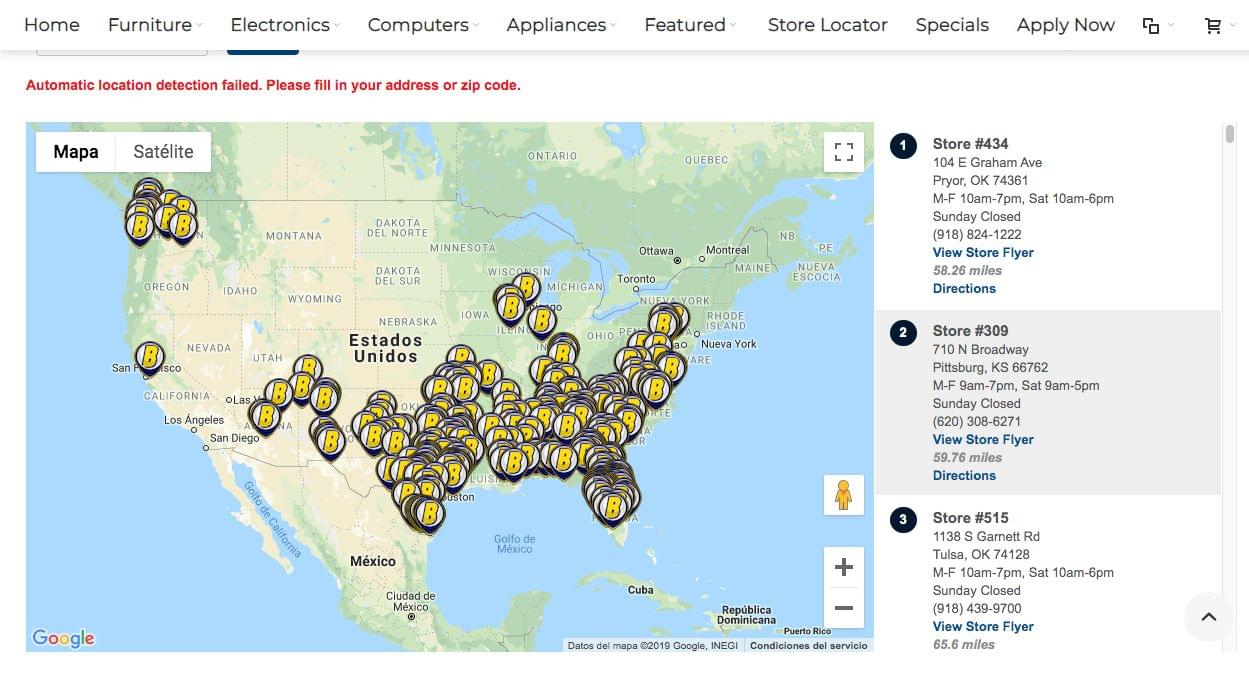 Home Furniture Electronics Computers Appliances Featured Store Locator Specials Apply Now
Automatic location detection failed. Please fill in your address or zip code.
Mapa Satélite
ONTARIO
QUEBEC
MONTANA
DAKOTA
DEL NORTE
MINNESOTA
Ottawa
Montreal
NB
PE
MAINE
NUEVA
ESCOCIA
OREGÓN
IDAHO
WYOMING
DAKOTA
DEL SUR
WISCONSIN
MÍCHIGAN
Toronto
NUEVA YORK
IOWA
NEBRASKA
OHIO
RHODE
ISLAND
Nueva York
Estados
Unidos
NEVADA
UTAH
CALIFORNIA
Los Ángeles
San Diego
Golfo de California
Golfo de
México
México
Ciudad de
México
Cuba
República
Dominicana
Puerto Rico
Google
Datos del mapa ©2019 Google, INEGI Condiciones del servicio
1 Store #434
104 E Graham Ave
Pryor, OK 74361
M-F 10am-7pm, Sat 10am-6pm
Sunday Closed
(918) 824-1222
View Store Flyer
58.26 miles
Directions
2 Store #309
710 N Broadway
Pittsburg, KS 66762
M-F 9am-7pm, Sat 9am-5pm
Sunday Closed
(620) 308-6271
View Store Flyer
59.76 miles
Directions
3 Store #515
1138 S Garnett Rd
Tulsa, OK 74128
M-F 10am-7pm, Sat 10am-6pm
Sunday Closed
(918) 439-9700
View Store Flyer
65.6 miles